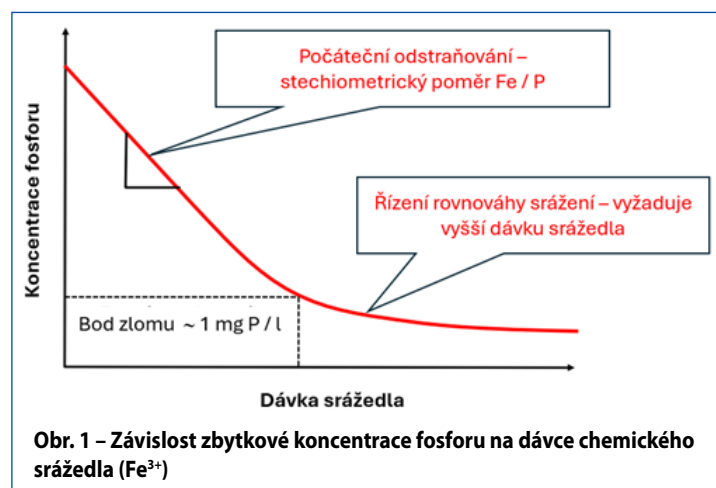 Počáteční odstraňování –
stechiometrický poměr Fe / P
Koncentrace fosforu
Řízení rovnováhy srážení – vyžaduje
vyšší dávku srážedla
Bod zlomu ~ 1 mg P / l
Dávka srážedla
Obr. 1 – Závislost zbytkové koncentrace fosforu na dávce chemického
srážedla (Fe³⁺)